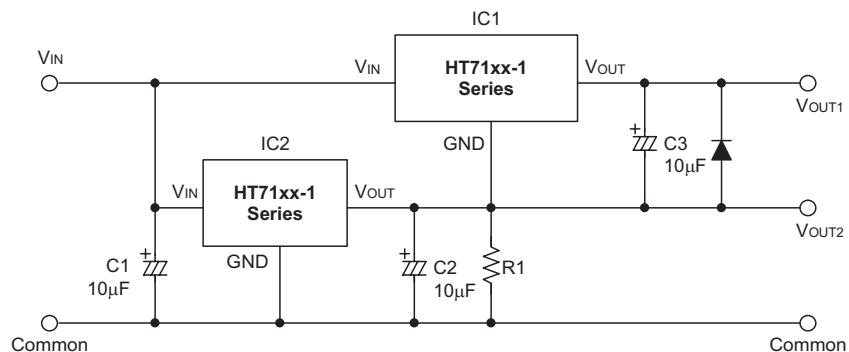 IC1
VIN
VIN
HT71xx-1
Series
VOUT
VOUT1
GND
C3
10μF
IC2
VIN
HT71xx-1
Series
VOUT
VOUT2
GND
C1
10μF
C2
10μF
R1
Common
Common